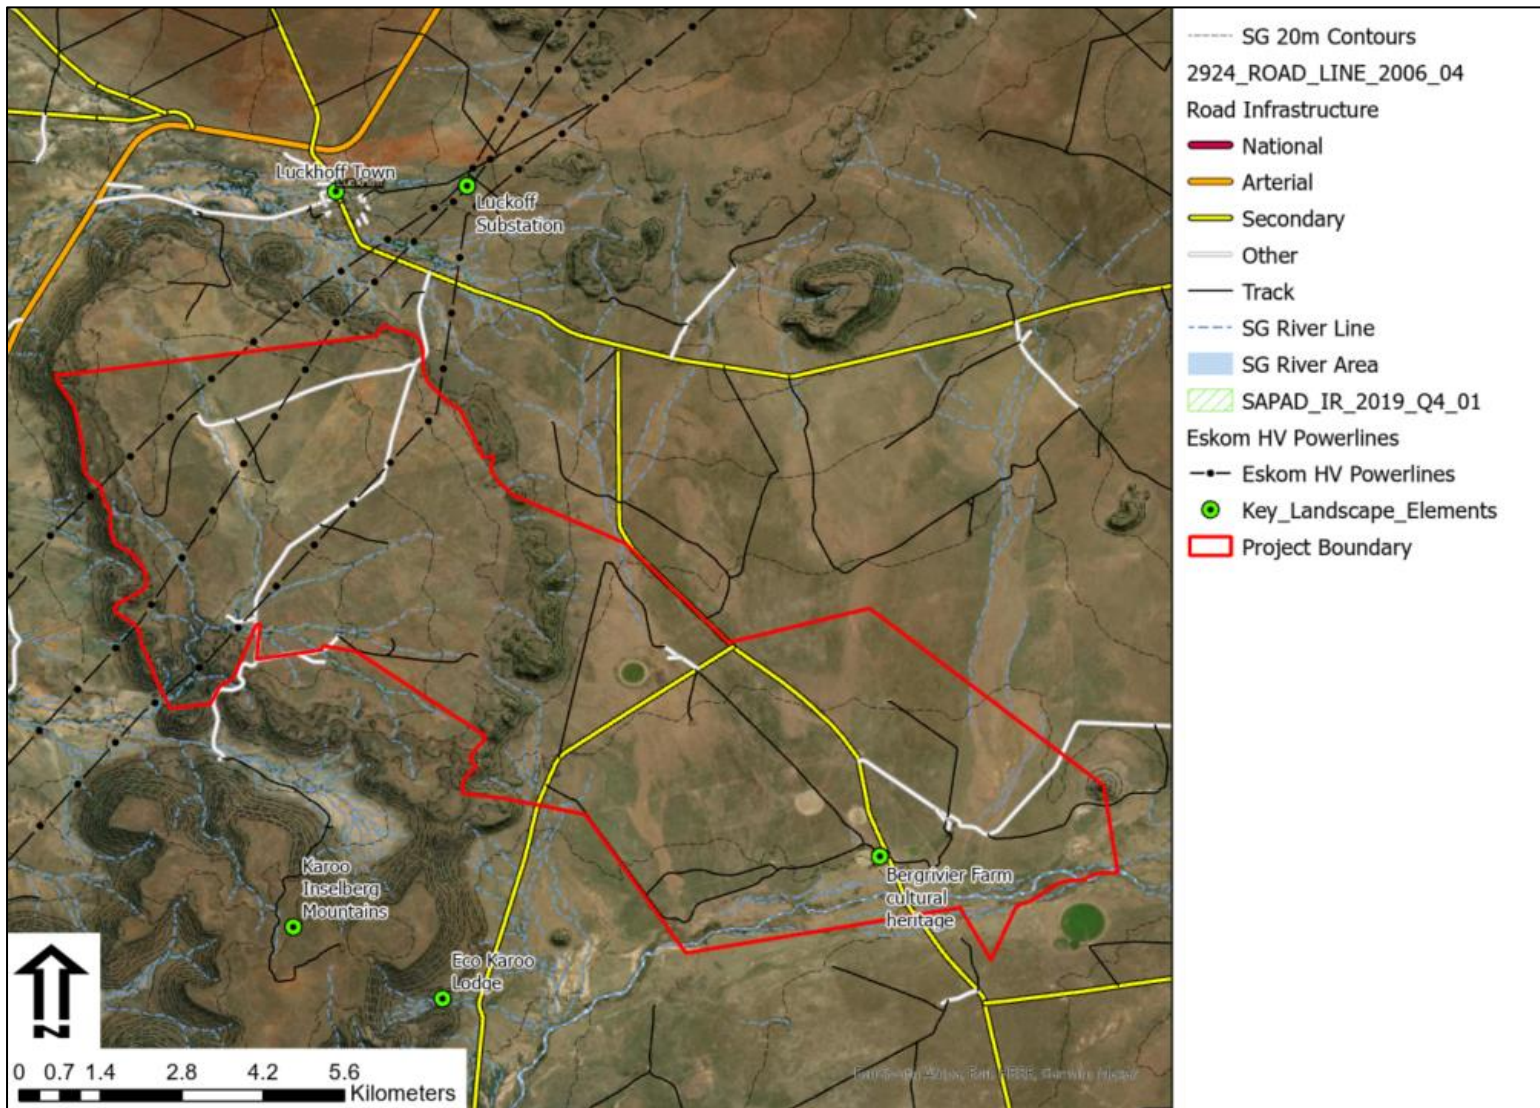 Luckhoff Town
Luckoff
Substation
Karoo
Inselberg
Mountains
Eco Karoo
Lodge
Bergrivier Farm
cultural
heritage
N
0 0.7 1.4 2.8 4.2 5.6
Kilometers
SG 20m Contours
2924_ROAD_LINE_2006_04
Road Infrastructure
National
Arterial
Secondary
Other
Track
SG River Line
SG River Area
SAPAD_IR_2019_Q4_01
Eskom HV Powerlines
Eskom HV Powerlines
Key_Landscape_Elements
Project Boundary